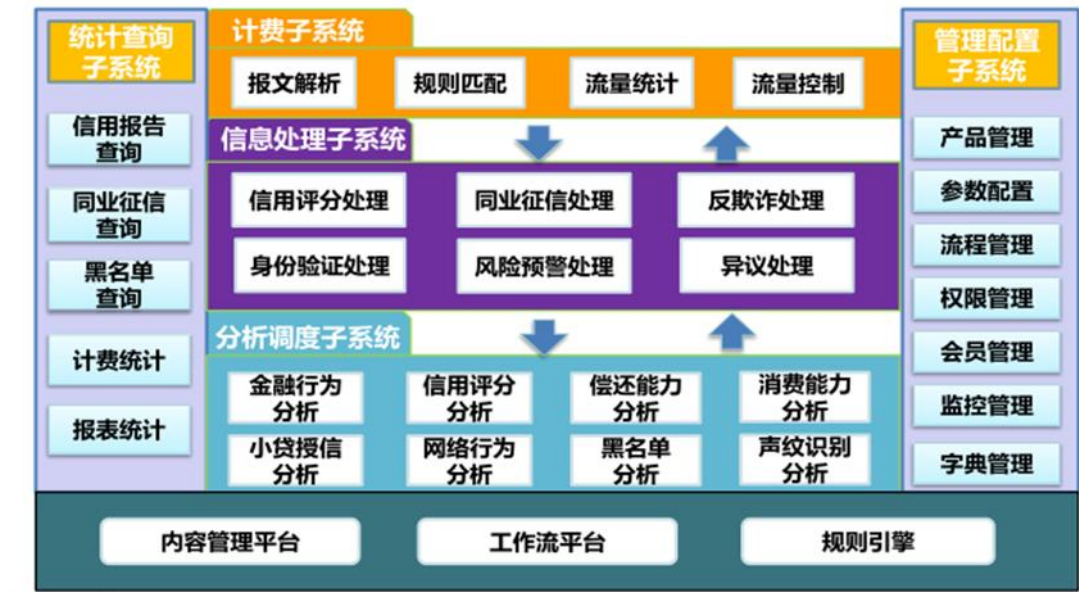 统计查询
子系统
信用报告
查询
同业征信
查询
黑名单
查询
计费统计
报表统计
计费子系统
报文解析
规则匹配
流量统计
流量控制
信息处理子系统
信用评分处理
同业征信处理
反欺诈处理
身份验证处理
风险预警处理
异议处理
分析调度子系统
金融行为
分析
信用评分
分析
偿还能力
分析
消费能力
分析
小贷授信
分析
网络行为
分析
黑名单
分析
声纹识别
分析
管理配置
子系统
产品管理
参数配置
流程管理
权限管理
会员管理
监控管理
字典管理
内容管理平台
工作流平台
规则引擎